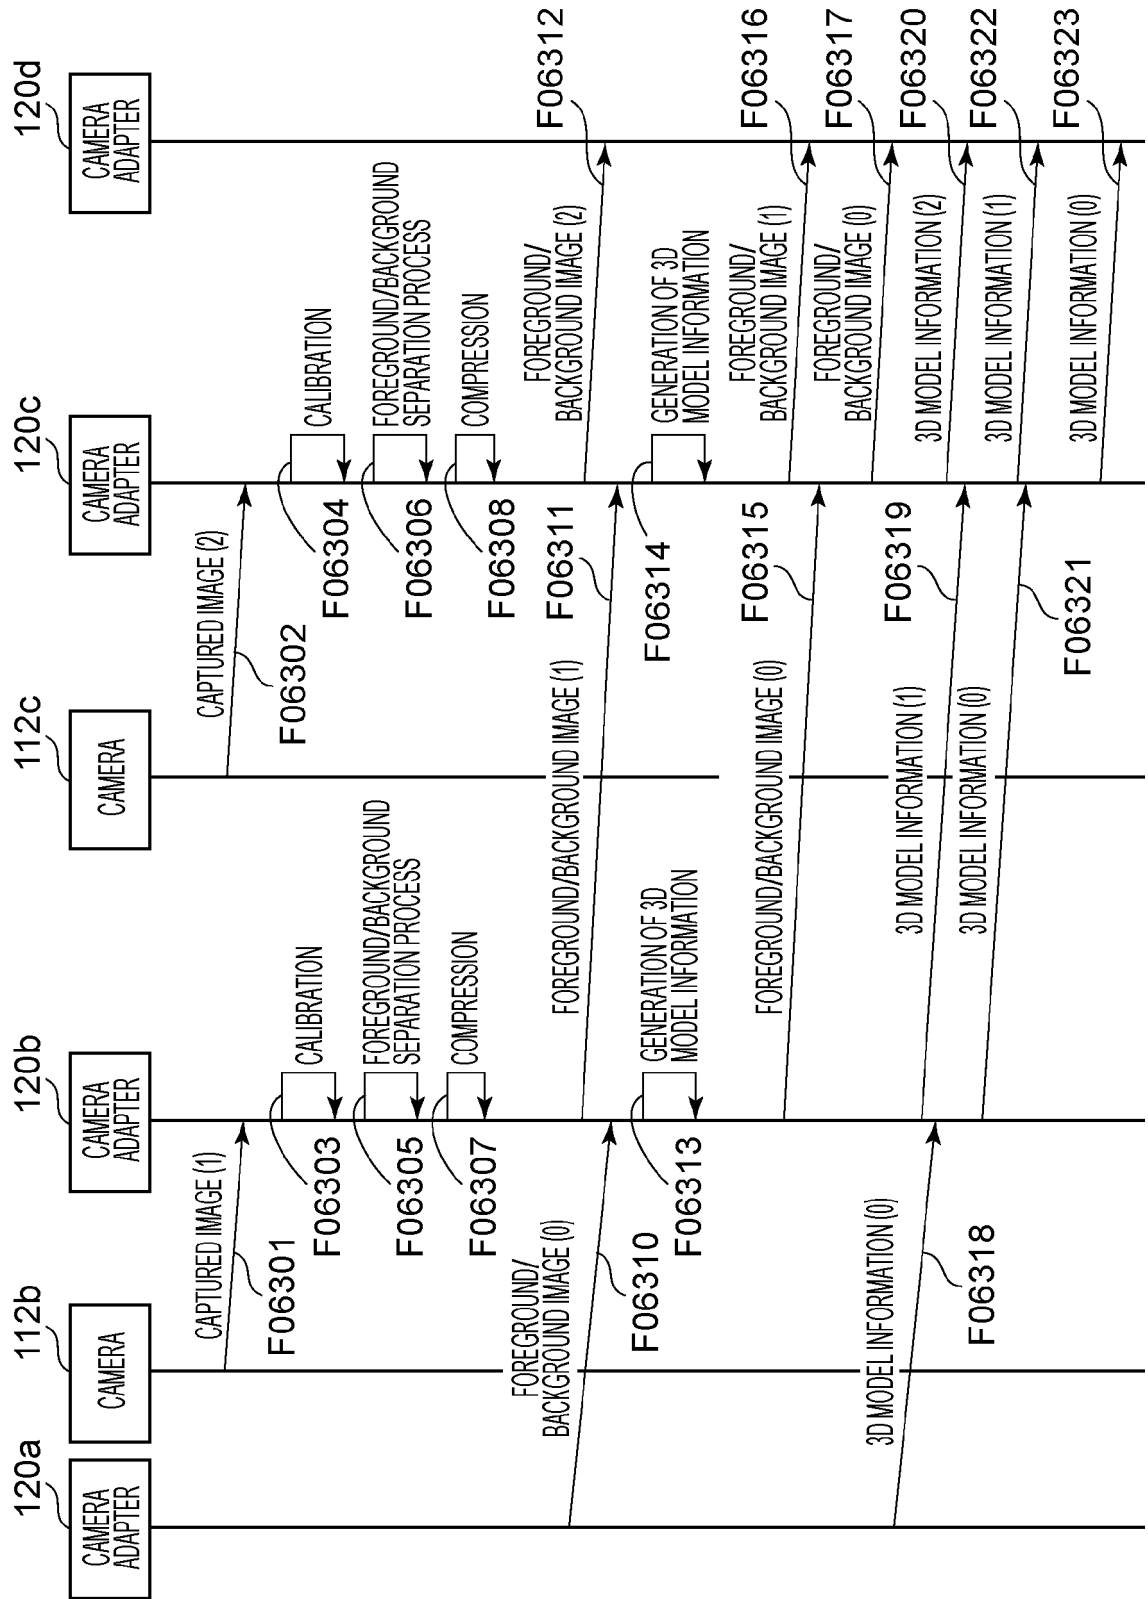 120a
CAMERA
ADAPTER
112b
CAMERA
120b
CAMERA
ADAPTER
112c
CAMERA
120c
CAMERA
ADAPTER
120d
CAMERA
ADAPTER
CAPTURED IMAGE (1)
F06301
CAPTURED IMAGE (2)
F06302
CALIBRATION
F06303
CALIBRATION
F06304
FOREGROUND/BACKGROUND
SEPARATION PROCESS
F06305
FOREGROUND/BACKGROUND
SEPARATION PROCESS
F06306
COMPRESSION
F06307
COMPRESSION
F06308
FOREGROUND/
BACKGROUND IMAGE (0)
F06310
FOREGROUND/BACKGROUND IMAGE (1)
F06311
FOREGROUND/
BACKGROUND IMAGE (2)
F06312
GENERATION OF 3D
MODEL INFORMATION
F06313
GENERATION OF 3D
MODEL INFORMATION
F06314
FOREGROUND/BACKGROUND IMAGE (0)
F06315
FOREGROUND/
BACKGROUND IMAGE (1)
F06316
FOREGROUND/
BACKGROUND IMAGE (0)
F06317
3D MODEL INFORMATION (0)
F06318
3D MODEL INFORMATION (1)
F06319
3D MODEL INFORMATION (2)
F06320
3D MODEL INFORMATION (0)
F06321
3D MODEL INFORMATION (1)
F06322
3D MODEL INFORMATION (0)
F06323